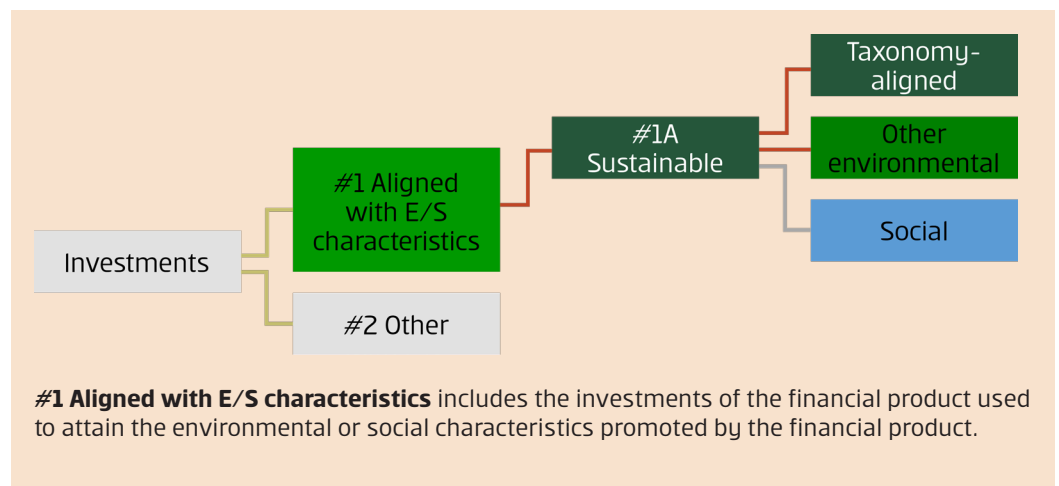 Taxonomy-
aligned
#1A
Sustainable
Other
environmental
#1 Aligned
with E/S
characteristics
Social
Investments
#2 Other
#1 Aligned with E/S characteristics includes the investments of the financial product used
to attain the environmental or social characteristics promoted by the financial product.